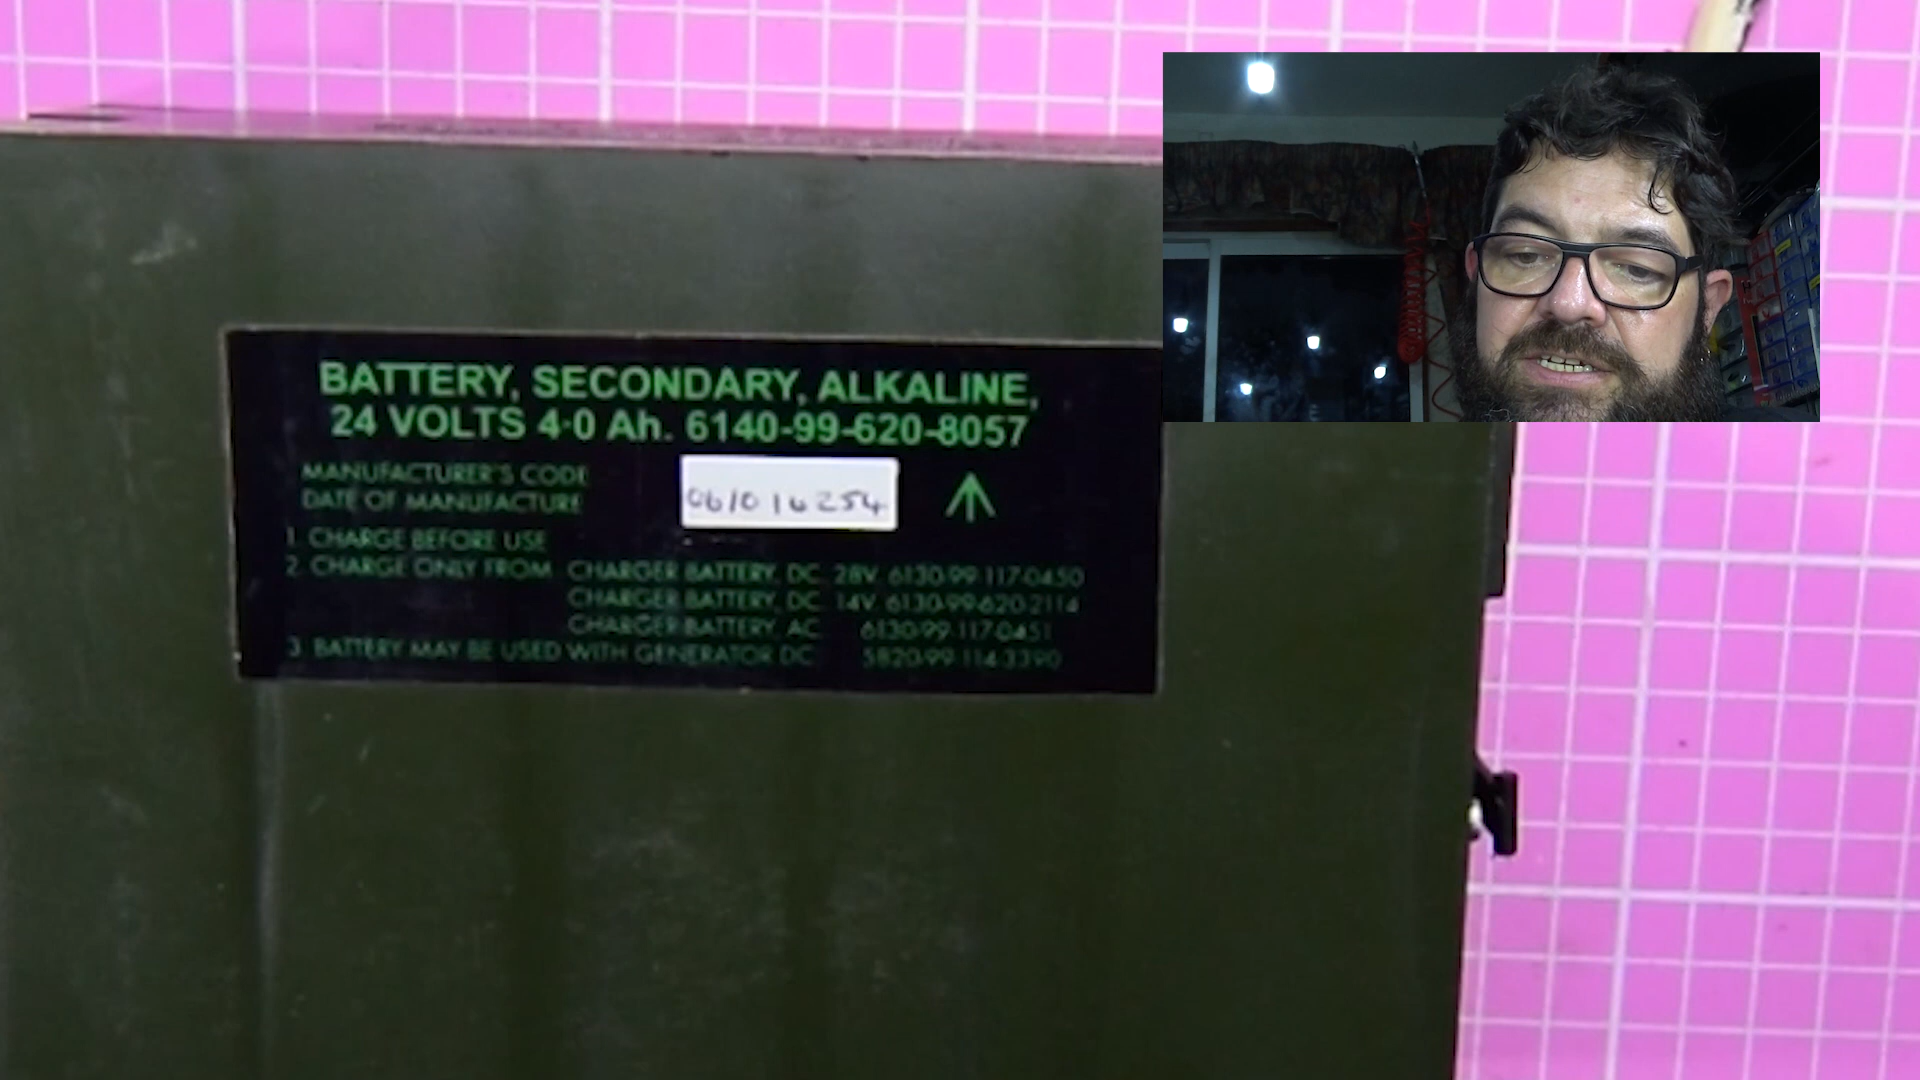 BATTERY, SECONDARY, ALKALINE,
24 VOLTS 4·0 Ah. 6140-99-620-8057
MANUFACTURER'S CODE
DATE OF MANUFACTURE
06/016254
1. CHARGE BEFORE USE
2. CHARGE ONLY FROM CHARGER BATTERY, DC. 28V. 6130-99-117-0450
CHARGER BATTERY, DC. 14V. 6130-99-620-2114
CHARGER BATTERY, AC. 6130-99-117-0451
3. BATTERY MAY BE USED WITH GENERATOR DC. 5820-99-114-3390